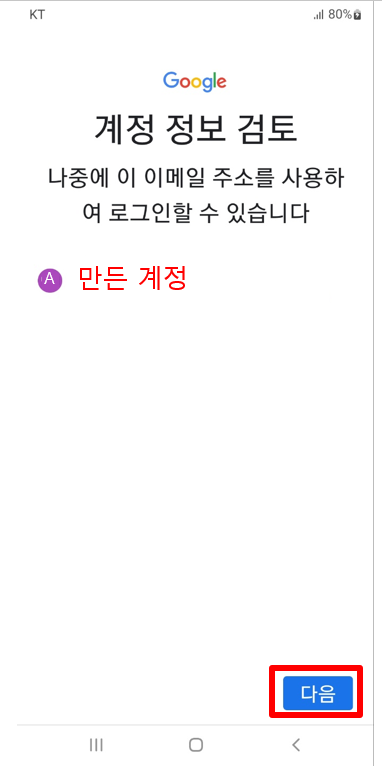 KT 80%
Google
계정 정보 검토
나중에 이 이메일 주소를 사용하
여 로그인할 수 있습니다
A 만든 계정
다음